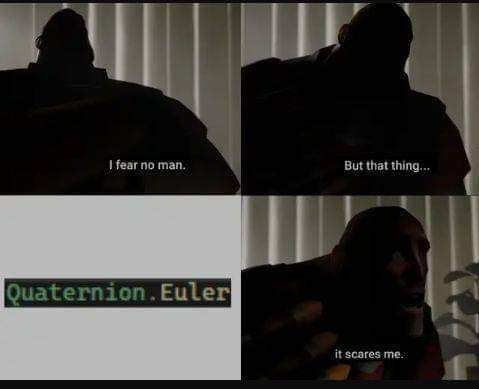 I fear no man.
But that thing...
Quaternion.Euler
it scares me.